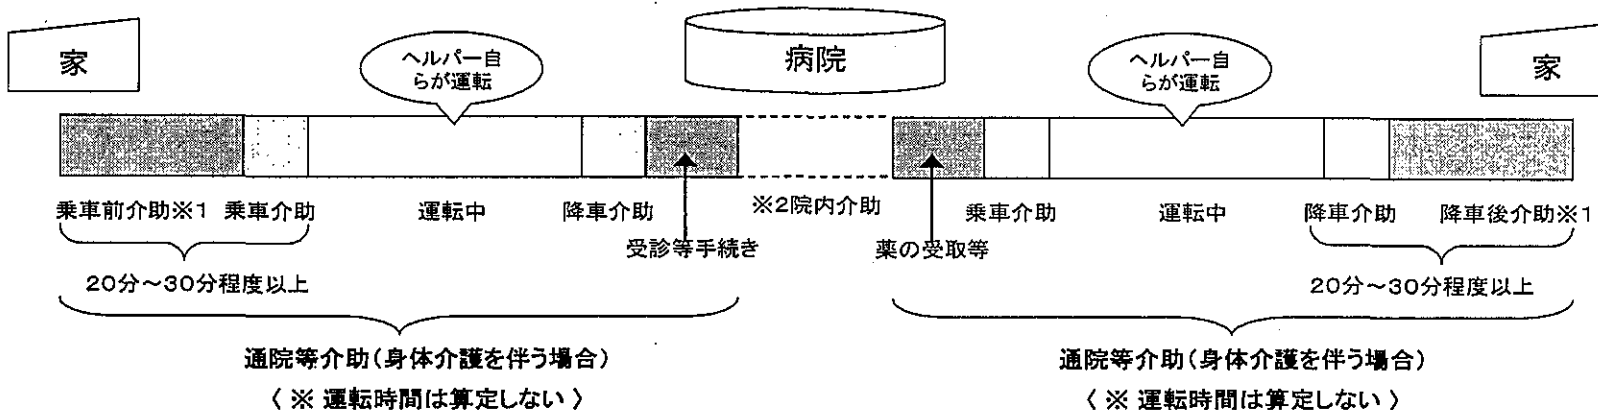 家
ヘルパー自
らが運転
病院
ヘルパー自
らが運転
家
乗車前介助※1 乗車介助 運転中 降車介助 ※2院内介助 乗車介助 運転中 降車介助 降車後介助※1
受診等手続き 薬の受取等
20分～30分程度以上 20分～30分程度以上
通院等介助(身体介護を伴う場合) 通院等介助(身体介護を伴う場合)
〈 ※ 運転時間は算定しない 〉 〈 ※ 運転時間は算定しない 〉